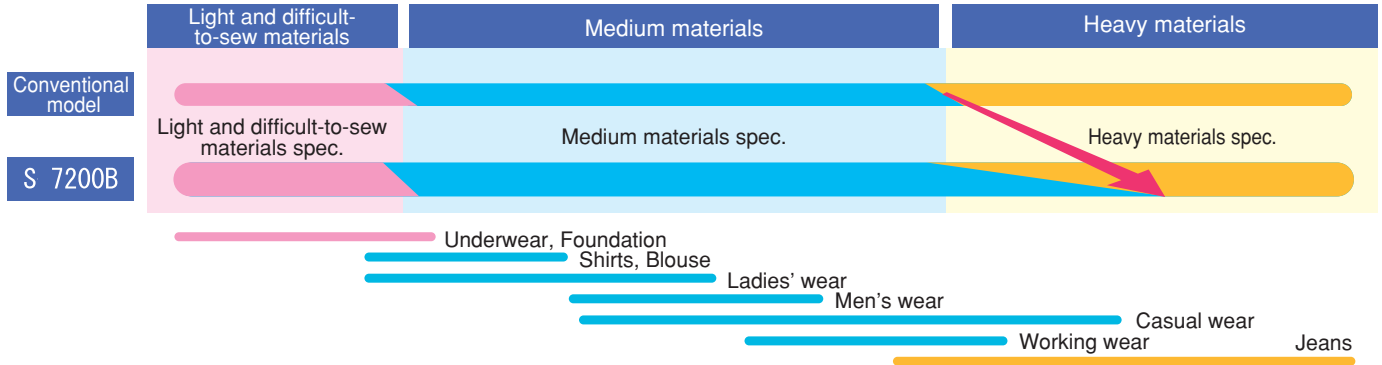 Light and difficult-
to-sew materials
Medium materials
Heavy materials
Conventional
model
Light and difficult-to-sew
materials spec.
Medium materials spec.
Heavy materials spec.
S 7200B
Underwear, Foundation
Shirts, Blouse
Ladies’ wear
Men’s wear
Casual wear
Working wear
Jeans